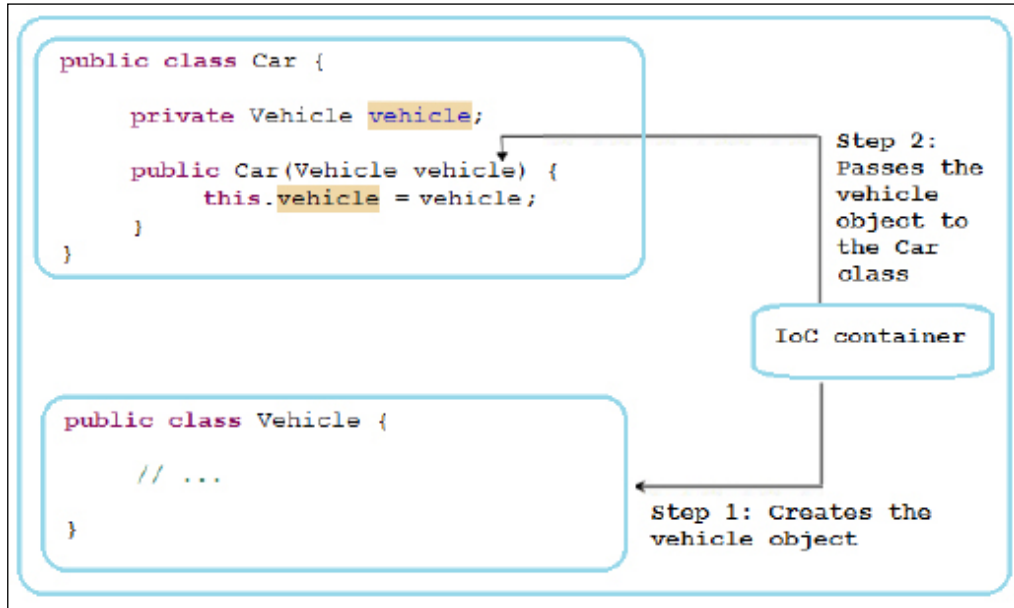 public class Car {
private Vehicle vehicle;
public Car(Vehicle vehicle) {
this.vehicle = vehicle;
}
}
Step 2:
Passes the
vehicle
object to
the Car
class
IoC container
public class Vehicle {
// ...
}
Step 1: Creates the
vehicle object